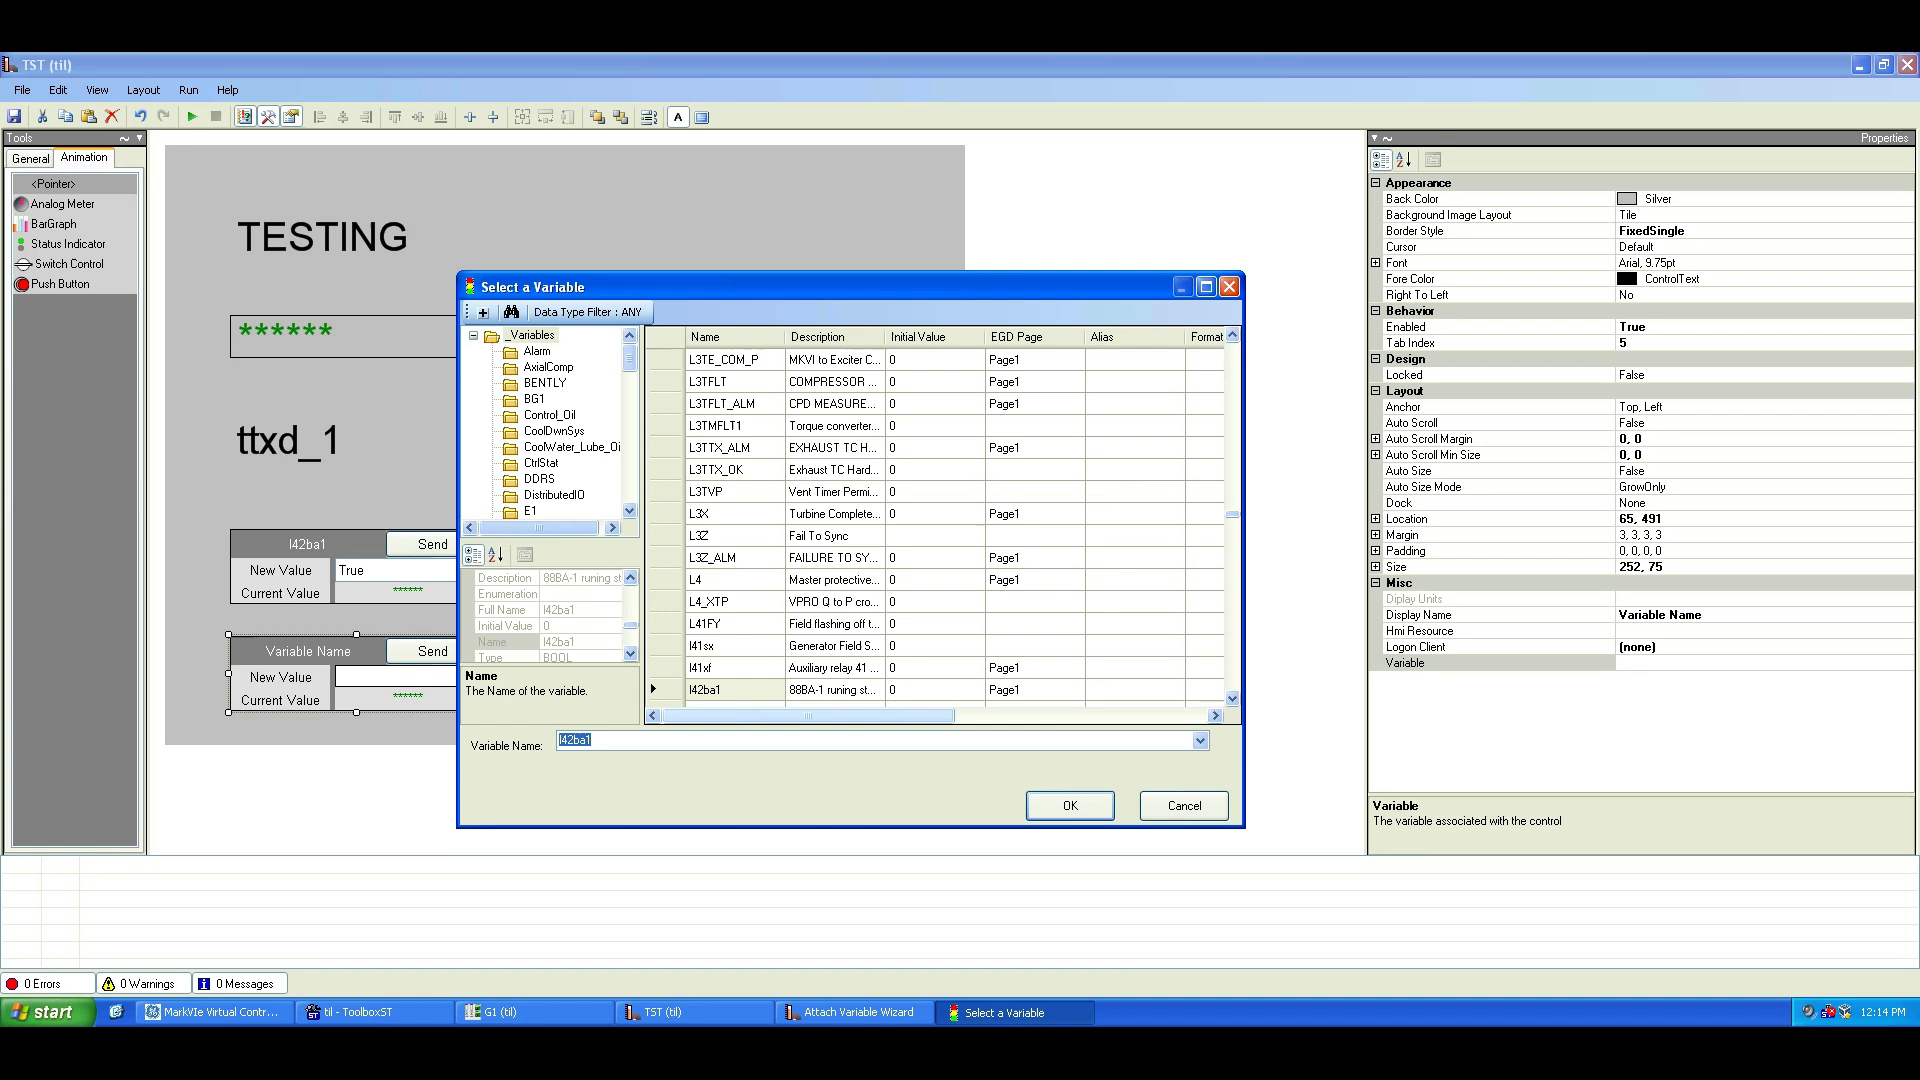 TST (til)
File Edit View Layout Run Help
Tools
General Animation
<Pointer>
Analog Meter
BarGraph
Status Indicator
Switch Control
Push Button
TESTING
******
ttxd_1
l42ba1 Send
New Value True
Current Value ******
Variable Name Send
New Value
Current Value ******
Select a Variable
Data Type Filter : ANY
_Variables
Alarm
AxialComp
BENTLY
BG1
Control_Oil
CoolDwnSys
CoolWater_Lube_Oi
CtrlStat
DDRS
DistributedIO
E1
Description 88BA-1 runing st
Enumeration
Full Name l42ba1
Initial Value 0
Name l42ba1
Type BOOL
Name
The Name of the variable.
Name Description Initial Value EGD Page Alias Format
L3TE_COM_P MKVI to Exciter C... 0 Page1
L3TFLT COMPRESSOR ... 0 Page1
L3TFLT_ALM CPD MEASURE... 0 Page1
L3TMFLT1 Torque converter... 0
L3TTX_ALM EXHAUST TC H... 0 Page1
L3TTX_OK Exhaust TC Hard... 0
L3TVP Vent Timer Permi... 0
L3X Turbine Complete... 0 Page1
L3Z Fail To Sync
L3Z_ALM FAILURE TO SY... 0 Page1
L4 Master protective... 0 Page1
L4_XTP VPRO Q to P cro... 0
L41FY Field flashing off t... 0
l41sx Generator Field S... 0
l41xf Auxiliary relay 41 ... 0 Page1
l42ba1 88BA-1 runing st... 0 Page1
Variable Name: l42ba1
OK Cancel
Properties
Appearance
Back Color Silver
Background Image Layout Tile
Border Style FixedSingle
Cursor Default
Font Arial, 9.75pt
Fore Color ControlText
Right To Left No
Behavior
Enabled True
Tab Index 5
Design
Locked False
Layout
Anchor Top, Left
Auto Scroll False
Auto Scroll Margin 0, 0
Auto Scroll Min Size 0, 0
Auto Size False
Auto Size Mode GrowOnly
Dock None
Location 65, 491
Margin 3, 3, 3, 3
Padding 0, 0, 0, 0
Size 252, 75
Misc
Diplay Units
Display Name Variable Name
Hmi Resource
Logon Client (none)
Variable
Variable
The variable associated with the control
0 Errors 0 Warnings 0 Messages
start MarkVIe Virtual Contr... til - ToolboxST G1 (til) TST (til) Attach Variable Wizard Select a Variable 12:14 PM